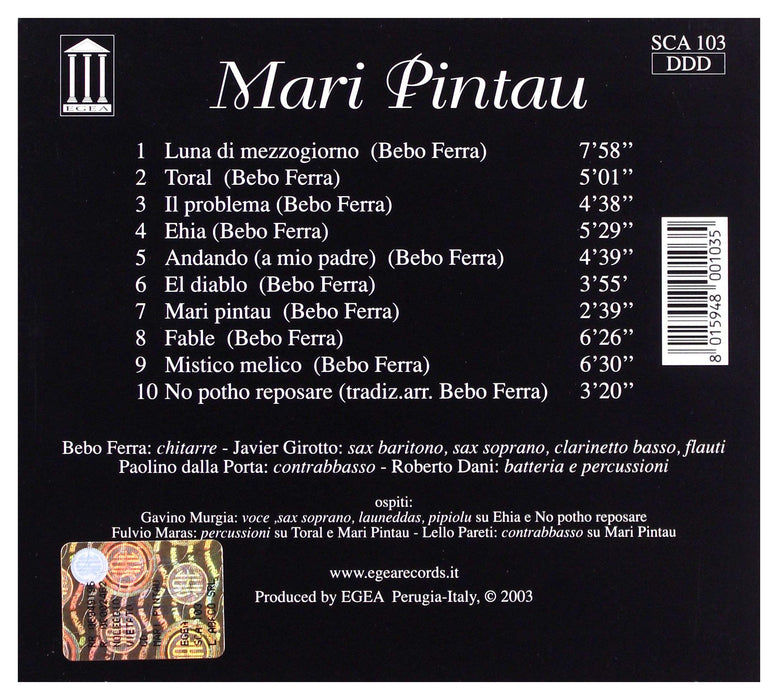 EGEA
Mari Pintau
SCA 103
DDD
1 Luna di mezzogiorno (Bebo Ferra) 7’58’’
2 Toral (Bebo Ferra) 5’01’’
3 Il problema (Bebo Ferra) 4’38’’
4 Ehia (Bebo Ferra) 5’29’’
5 Andando (a mio padre) (Bebo Ferra) 4’39’’
6 El diablo (Bebo Ferra) 3’55’
7 Mari pintau (Bebo Ferra) 2’39’’
8 Fable (Bebo Ferra) 6’26’’
9 Mistico melico (Bebo Ferra) 6’30’’
10 No potho reposare (tradiz.arr. Bebo Ferra) 3’20’’
8 015948 001035
Bebo Ferra: chitarre - Javier Girotto: sax baritono, sax soprano, clarinetto basso, flauti
Paolino dalla Porta: contrabbasso - Roberto Dani: batteria e percussioni
ospiti:
Gavino Murgia: voce ,sax soprano, launeddas, pipiolu su Ehia e No potho reposare
Fulvio Maras: percussioni su Toral e Mari Pintau - Lello Pareti: contrabbasso su Mari Pintau
www.egearecords.it
Produced by EGEA Perugia-Italy, © 2003
NOLEGGIO
VIETATO
MARI PINTAU
EGEA
SCA 103